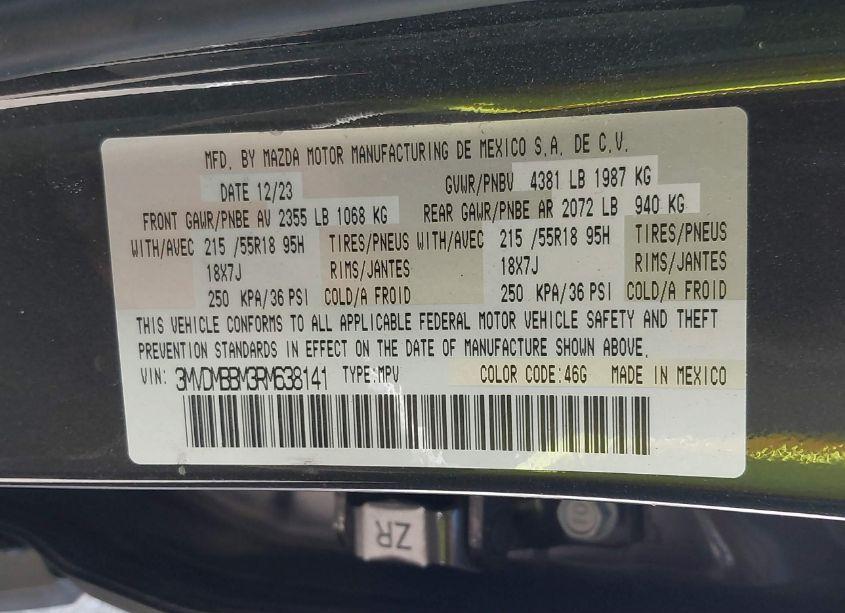 MFD. BY MAZDA MOTOR MANUFACTURING DE MEXICO S.A. DE C.V.
DATE 12/23 GVWR/PNBV 4381 LB 1987 KG
FRONT GAWR/PNBE AV 2355 LB 1068 KG REAR GAWR/PNBE AR 2072 LB 940 KG
WITH/AVEC 215 /55R18 95H TIRES/PNEUS WITH/AVEC 215 /55R18 95H TIRES/PNEUS
18X7J RIMS/JANTES 18X7J RIMS/JANTES
250 KPA/36 PSI COLD/A FROID 250 KPA/36 PSI COLD/A FROID
THIS VEHICLE CONFORMS TO ALL APPLICABLE FEDERAL MOTOR VEHICLE SAFETY AND THEFT
PREVENTION STANDARDS IN EFFECT ON THE DATE OF MANUFACTURE SHOWN ABOVE.
VIN: 3MVDMBBM3RM638141 TYPE:MPV COLOR CODE:46G MADE IN MEXICO
ZR